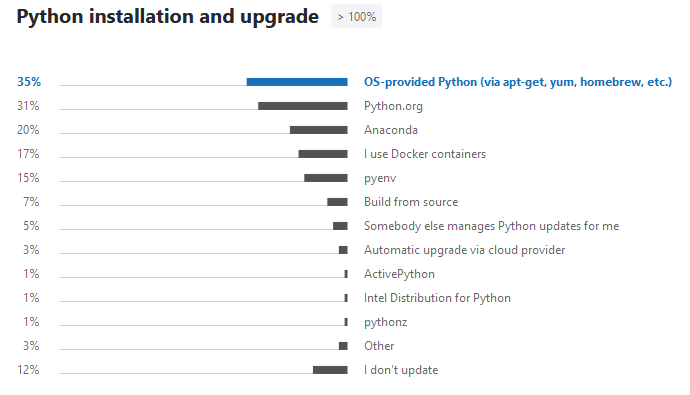 Python installation and upgrade > 100%
35% OS-provided Python (via apt-get, yum, homebrew, etc.)
31% Python.org
20% Anaconda
17% I use Docker containers
15% pyenv
7% Build from source
5% Somebody else manages Python updates for me
3% Automatic upgrade via cloud provider
1% ActivePython
1% Intel Distribution for Python
1% pythonz
3% Other
12% I don't update